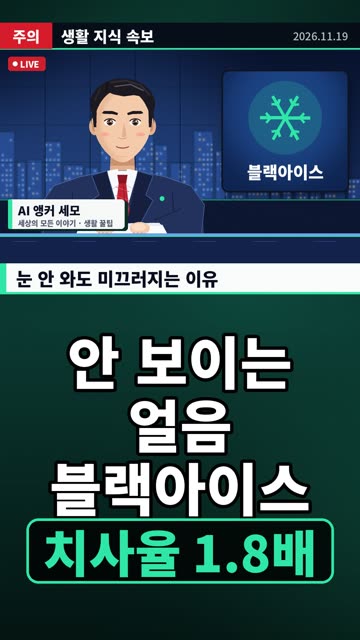 주의 생활 지식 속보 2026.11.19
LIVE
블랙아이스
AI 앵커 세모
세상의 모든 이야기 · 생활 꿀팁
눈 안 와도 미끄러지는 이유
안 보이는
얼음
블랙아이스
치사율 1.8배